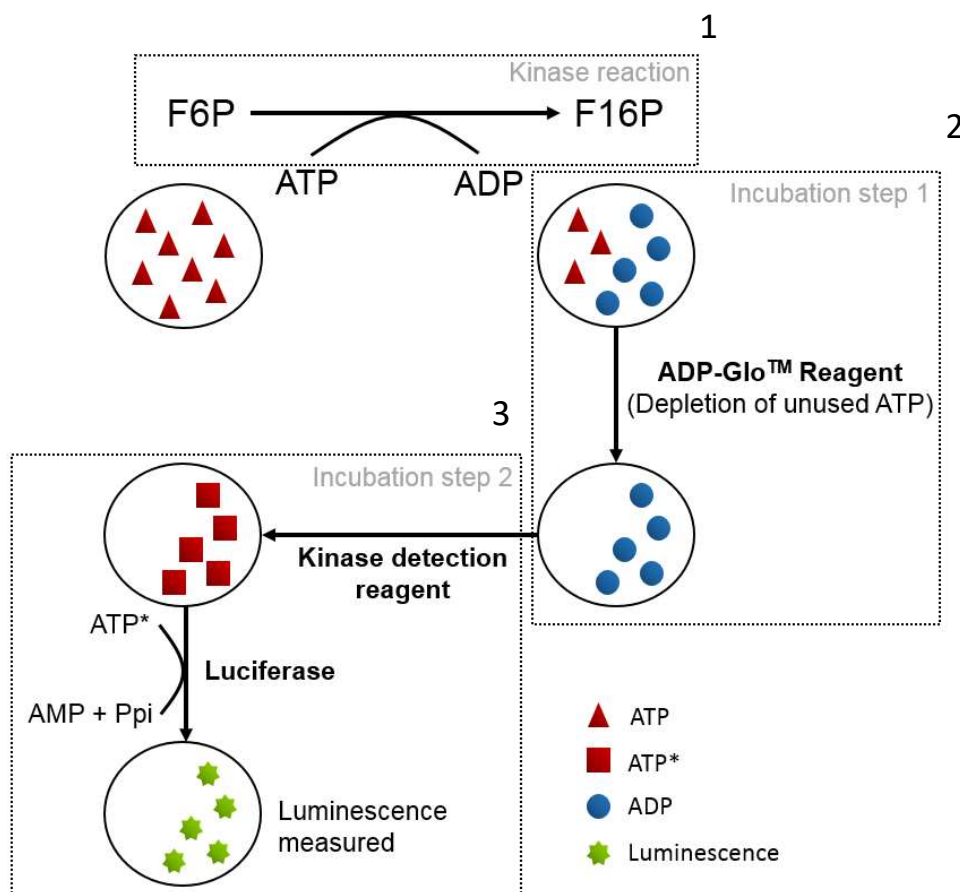 1
Kinase reaction
F6P
F16P
ATP
ADP
2
Incubation step 1
ADP-Glo™ Reagent
(Depletion of unused ATP)
3
Incubation step 2
Kinase detection
reagent
ATP*
Luciferase
AMP + Ppi
Luminescence
measured
ATP
ATP*
ADP
Luminescence